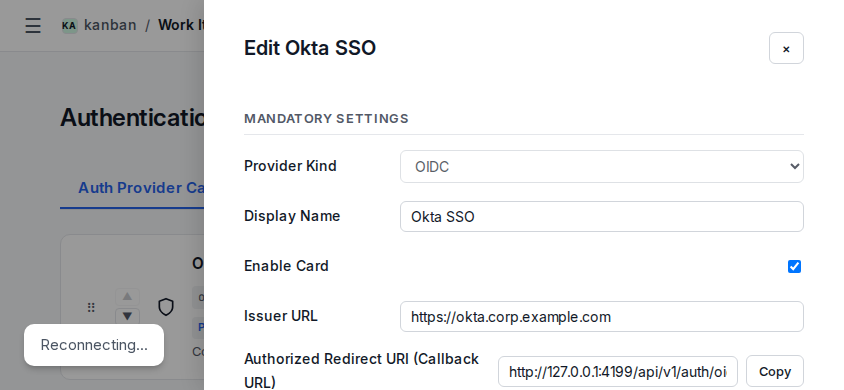 KA kanban / Work It
Edit Okta SSO
×
MANDATORY SETTINGS
Authenticatio
Provider Kind
OIDC
Auth Provider Ca
Display Name
Okta SSO
Enable Card
Issuer URL
https://okta.corp.example.com
Reconnecting...
Authorized Redirect URI (Callback
URL)
http://127.0.0.1:4199/api/v1/auth/oi
Copy